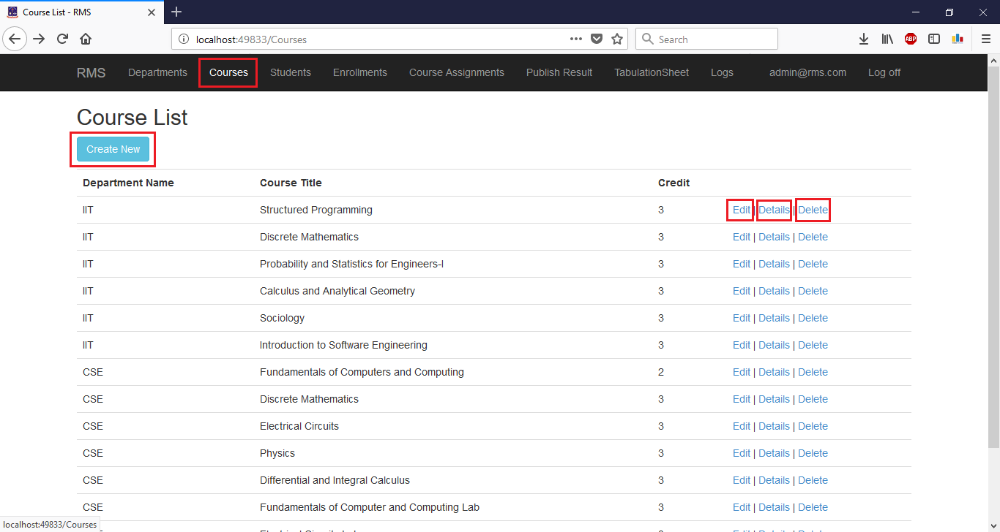 Course List - RMS
localhost:49833/Courses
Search
ABP
RMS Departments Courses Students Enrollments Course Assignments Publish Result TabulationSheet Logs admin@rms.com Log off
Course List
Create New
Department Name Course Title Credit
IIT Structured Programming 3 Edit | Details | Delete
IIT Discrete Mathematics 3 Edit | Details | Delete
IIT Probability and Statistics for Engineers-I 3 Edit | Details | Delete
IIT Calculus and Analytical Geometry 3 Edit | Details | Delete
IIT Sociology 3 Edit | Details | Delete
IIT Introduction to Software Engineering 3 Edit | Details | Delete
CSE Fundamentals of Computers and Computing 2 Edit | Details | Delete
CSE Discrete Mathematics 3 Edit | Details | Delete
CSE Electrical Circuits 3 Edit | Details | Delete
CSE Physics 3 Edit | Details | Delete
CSE Differential and Integral Calculus 3 Edit | Details | Delete
CSE Fundamentals of Computer and Computing Lab 3 Edit | Details | Delete
localhost:49833/Courses